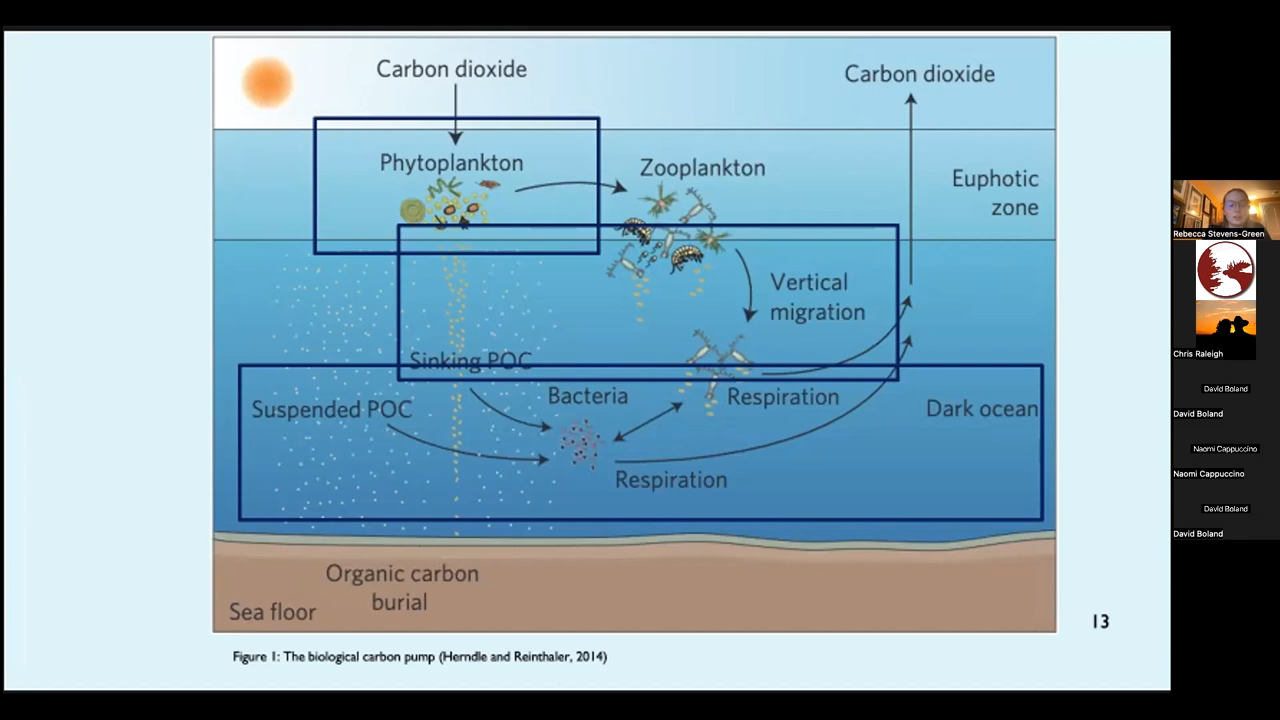 Carbon dioxide
Carbon dioxide
Phytoplankton
Zooplankton
Euphotic
zone
Vertical
migration
Sinking POC
Bacteria
Respiration
Suspended POC
Dark ocean
Respiration
Organic carbon
burial
Sea floor
13
Figure 1: The biological carbon pump (Herndle and Reinthaler, 2014)
Rebecca Stevens-Green
Chris Raleigh
David Boland
David Boland
Naomi Cappuccino
Naomi Cappuccino
David Boland
David Boland